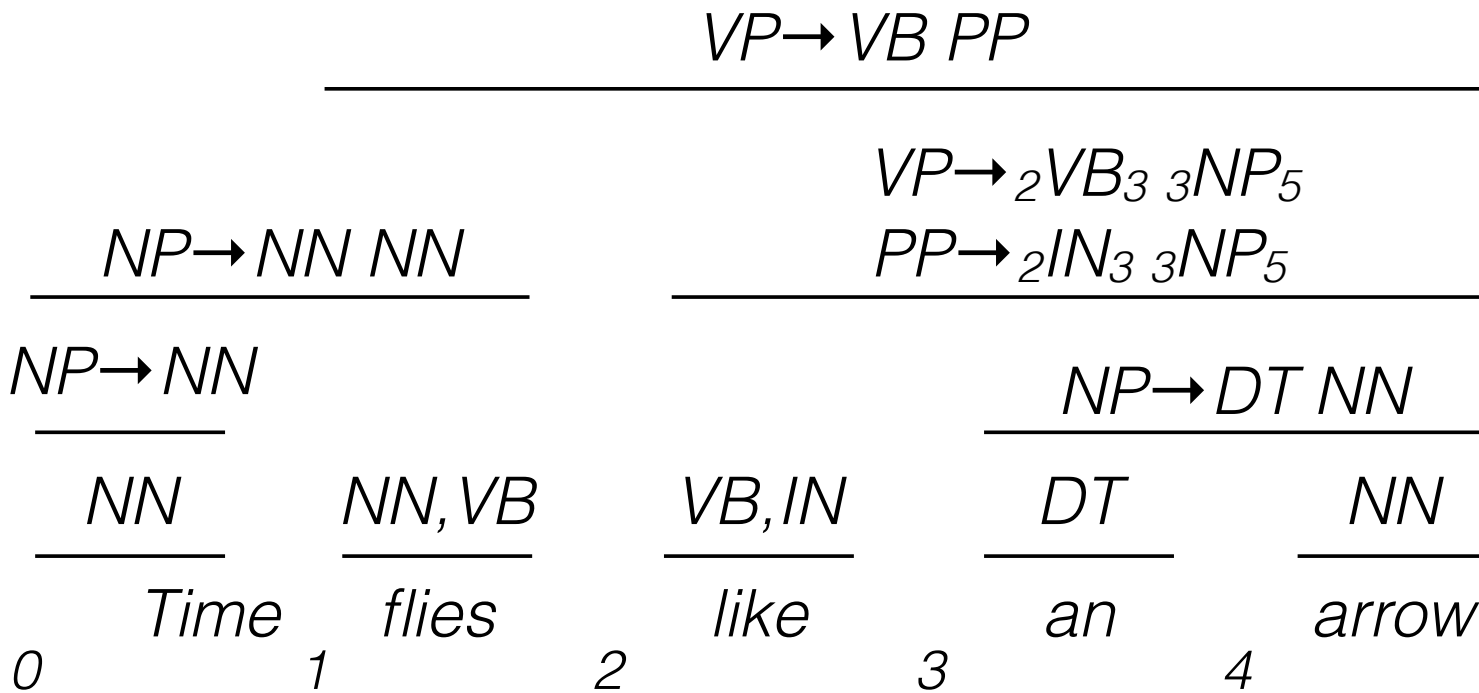 VP→VB PP
VP→₂VB₃ ₃NP₅
NP→NN NN PP→₂IN₃ ₃NP₅
NP→NN NP→DT NN
NN NN,VB VB,IN DT NN
Time flies like an arrow
0 1 2 3 4